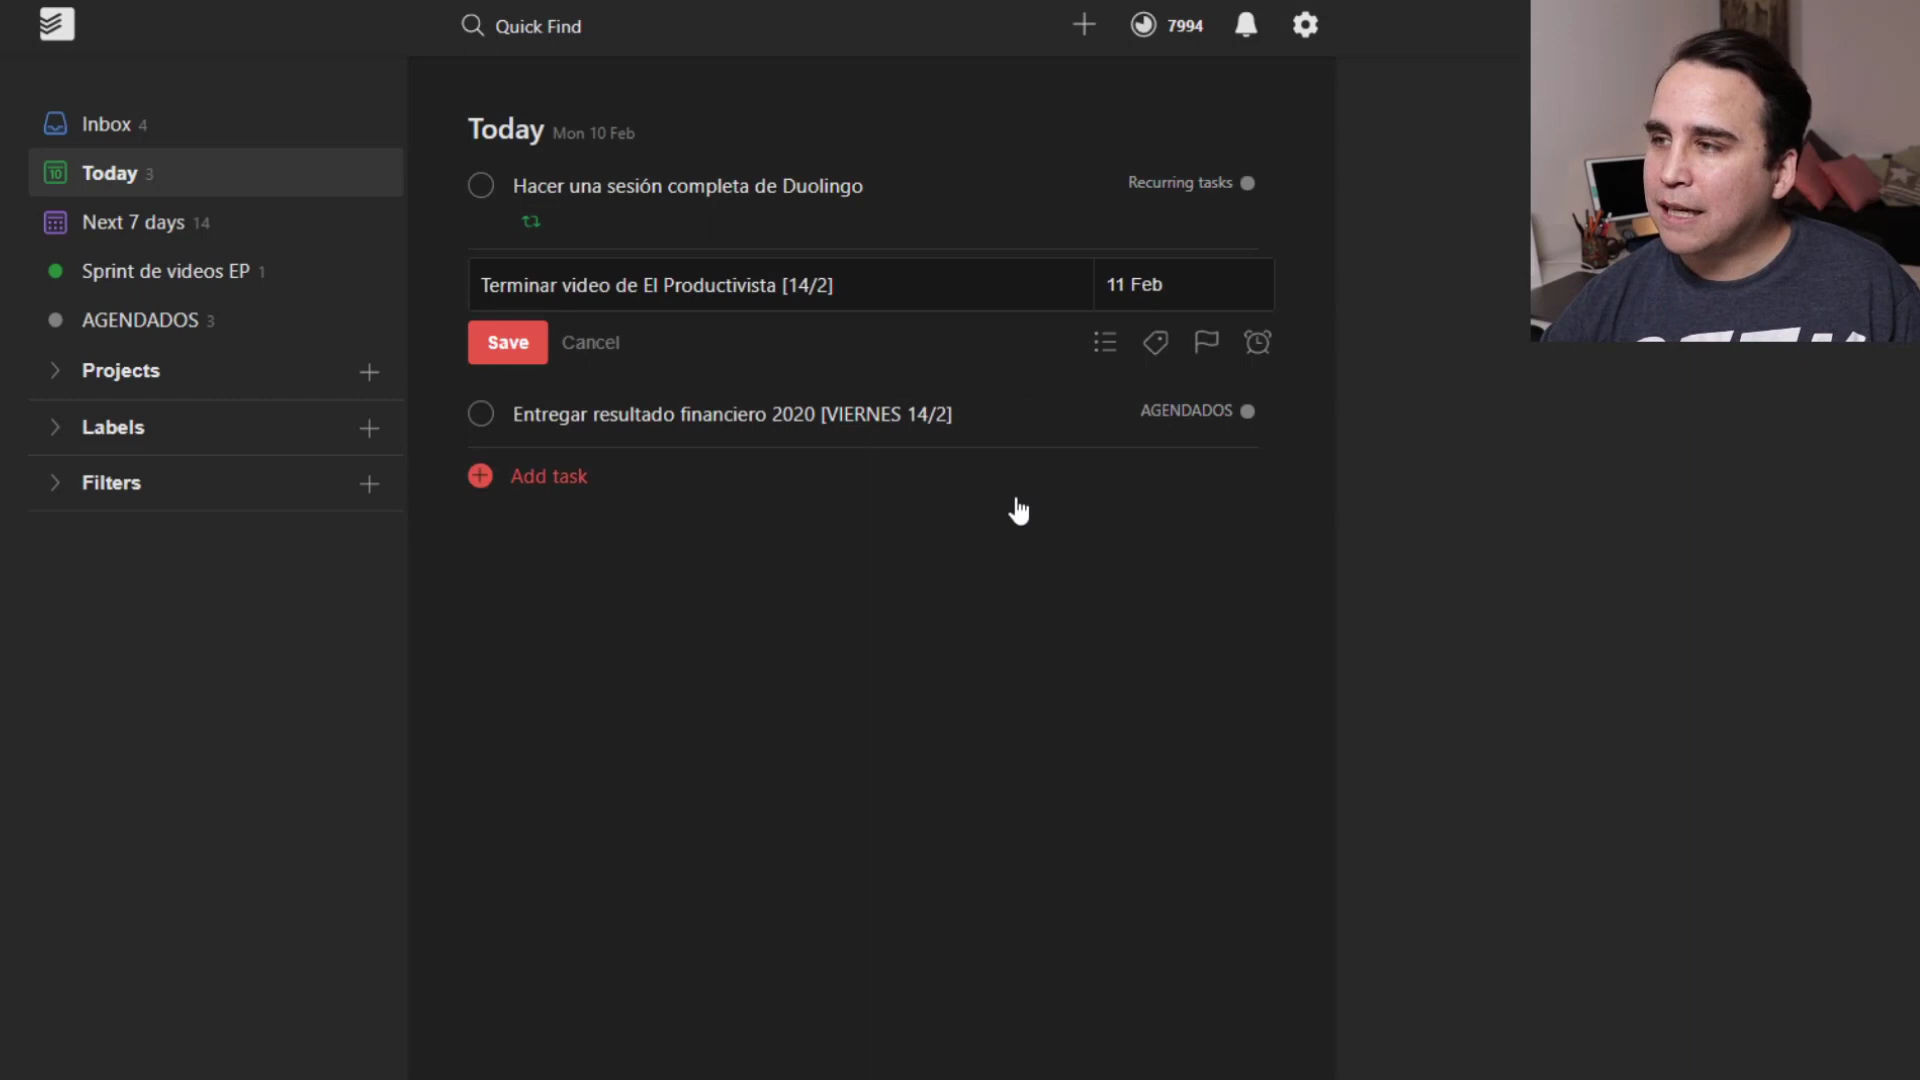 Quick Find
7994
Inbox 4
10 Today 3
Next 7 days 14
Sprint de videos EP 1
AGENDADOS 3
Projects
Labels
Filters
Today Mon 10 Feb
Hacer una sesión completa de Duolingo
Recurring tasks
Terminar video de El Productivista [14/2]
11 Feb
Save Cancel
Entregar resultado financiero 2020 [VIERNES 14/2]
AGENDADOS
Add task